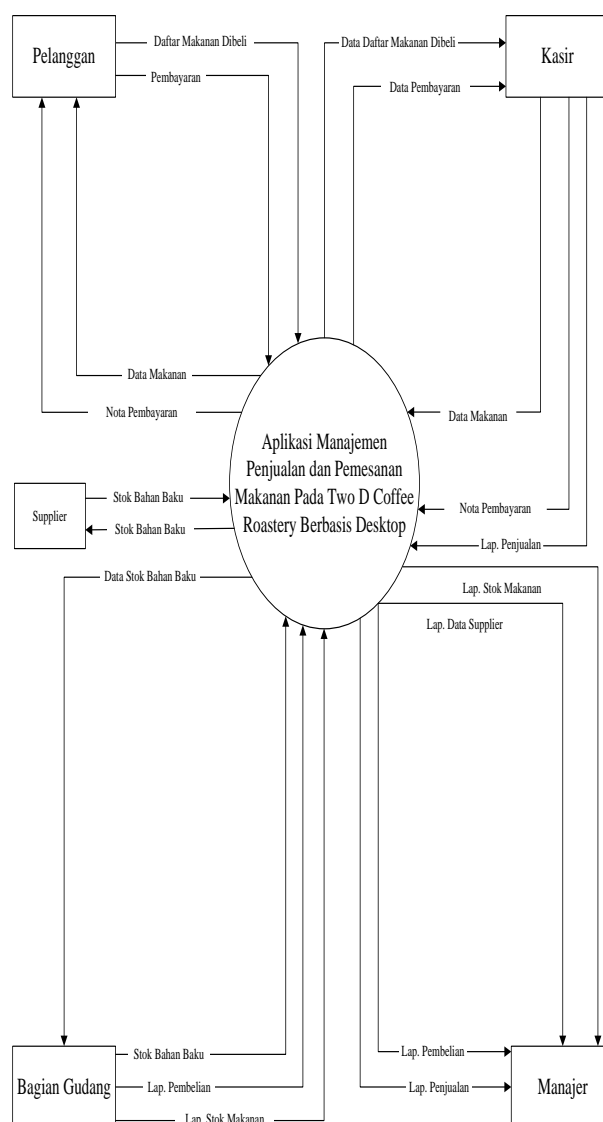 Pelanggan
Daftar Makanan Dibeli
Pembayaran
Data Daftar Makanan Dibeli
Data Pembayaran
Kasir
Data Makanan
Nota Pembayaran
Data Makanan
Nota Pembayaran
Lap. Penjualan
Aplikasi Manajemen
Penjualan dan Pemesanan
Makanan Pada Two D Coffee
Roastery Berbasis Desktop
Supplier
Stok Bahan Baku
Stok Bahan Baku
Data Stok Bahan Baku
Lap. Stok Makanan
Lap. Data Supplier
Bagian Gudang
Stok Bahan Baku
Lap. Pembelian
Lap. Stok Makanan
Lap. Pembelian
Lap. Penjualan
Manajer